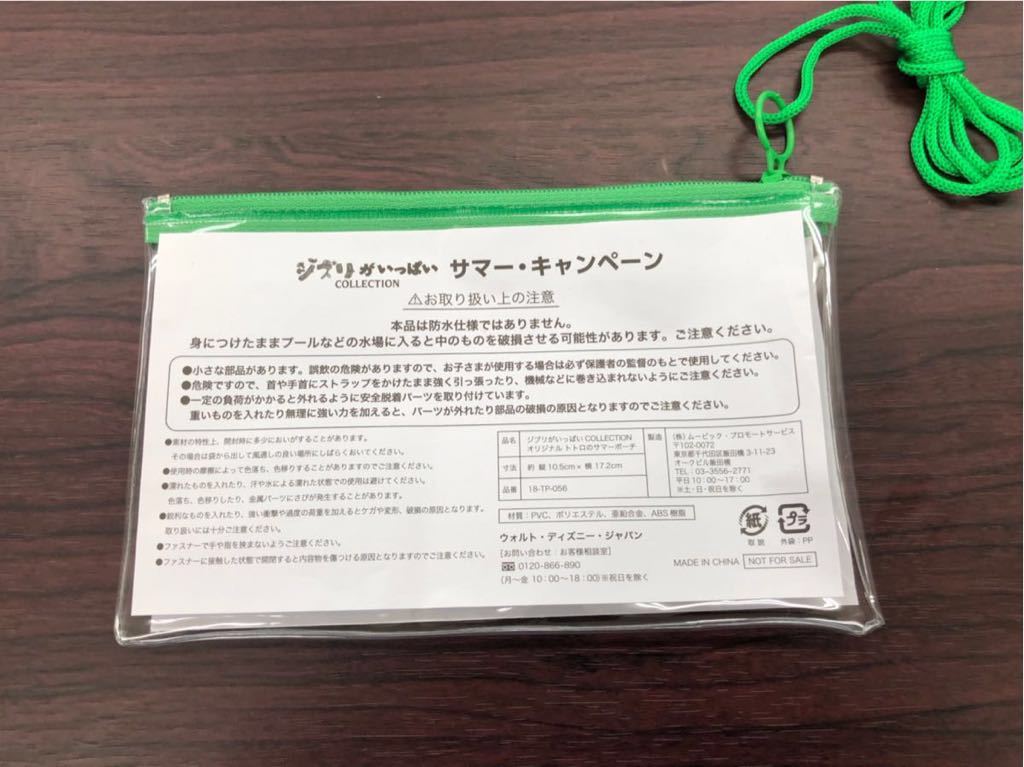 ジブリがいっぱい COLLECTION サマー・キャンペーン
⚠お取り扱い上の注意
本品は防水仕様ではありません。
身につけたままプールなどの水場に入ると中のものを破損させる可能性があります。ご注意ください。
●小さな部品があります。誤飲の危険がありますので、お子さまが使用する場合は必ず保護者の監督のもとで使用してください。
●危険ですので、首や手首にストラップをかけたまま強く引っ張ったり、機械などに巻き込まれないようにご注意ください。
●一定の負荷がかかると外れるように安全脱着パーツを取り付けています。
重いものを入れたり無理に強い力を加えると、パーツが外れたり部品の破損の原因となりますのでご注意ください。
●素材の特性上、開封時に多少においがすることがあります。
その場合は袋から出して風通しの良い場所にしばらくおいてください。
●使用時の摩擦によって色落ち、色移りすることがありますのでご注意ください。
●濡れたものを入れたり、汗や水による濡れた状態での使用は避けてください。
色落ち、色移りしたり、金属パーツにさびが発生することがあります。
●鋭利なものを入れたり、強い衝撃や過度の荷重を加えるとケガや変形、破損の原因となります。
取り扱いには十分ご注意ください。
●ファスナーで手や指を挟まないようご注意ください。
●ファスナーに接触した状態で開閉すると内容物を傷つける原因となりますのでご注意ください。
品名 ジブリがいっぱい COLLECTION
オリジナル トトロのサマーポーチ
寸法 約 縦 10.5cm× 横 17.2cm
品番 18-TP-056
製造 (株) ムービック・プロモートサービス
〒102-0072
東京都千代田区飯田橋 3-11-23
オークビル飯田橋
TEL : 03-3556-2771
平日 10:00〜17:00
※土・日・祝日を除く
材質：PVC、ポリエステル、亜鉛合金、ABS 樹脂
ウォルト・ディズニー・ジャパン
[お問い合わせ：お客様相談室]
0120-866-890
(月〜金 10:00〜18:00)※祝日を除く
紙
取説
プラ
外袋：PP
MADE IN CHINA NOT FOR SALE